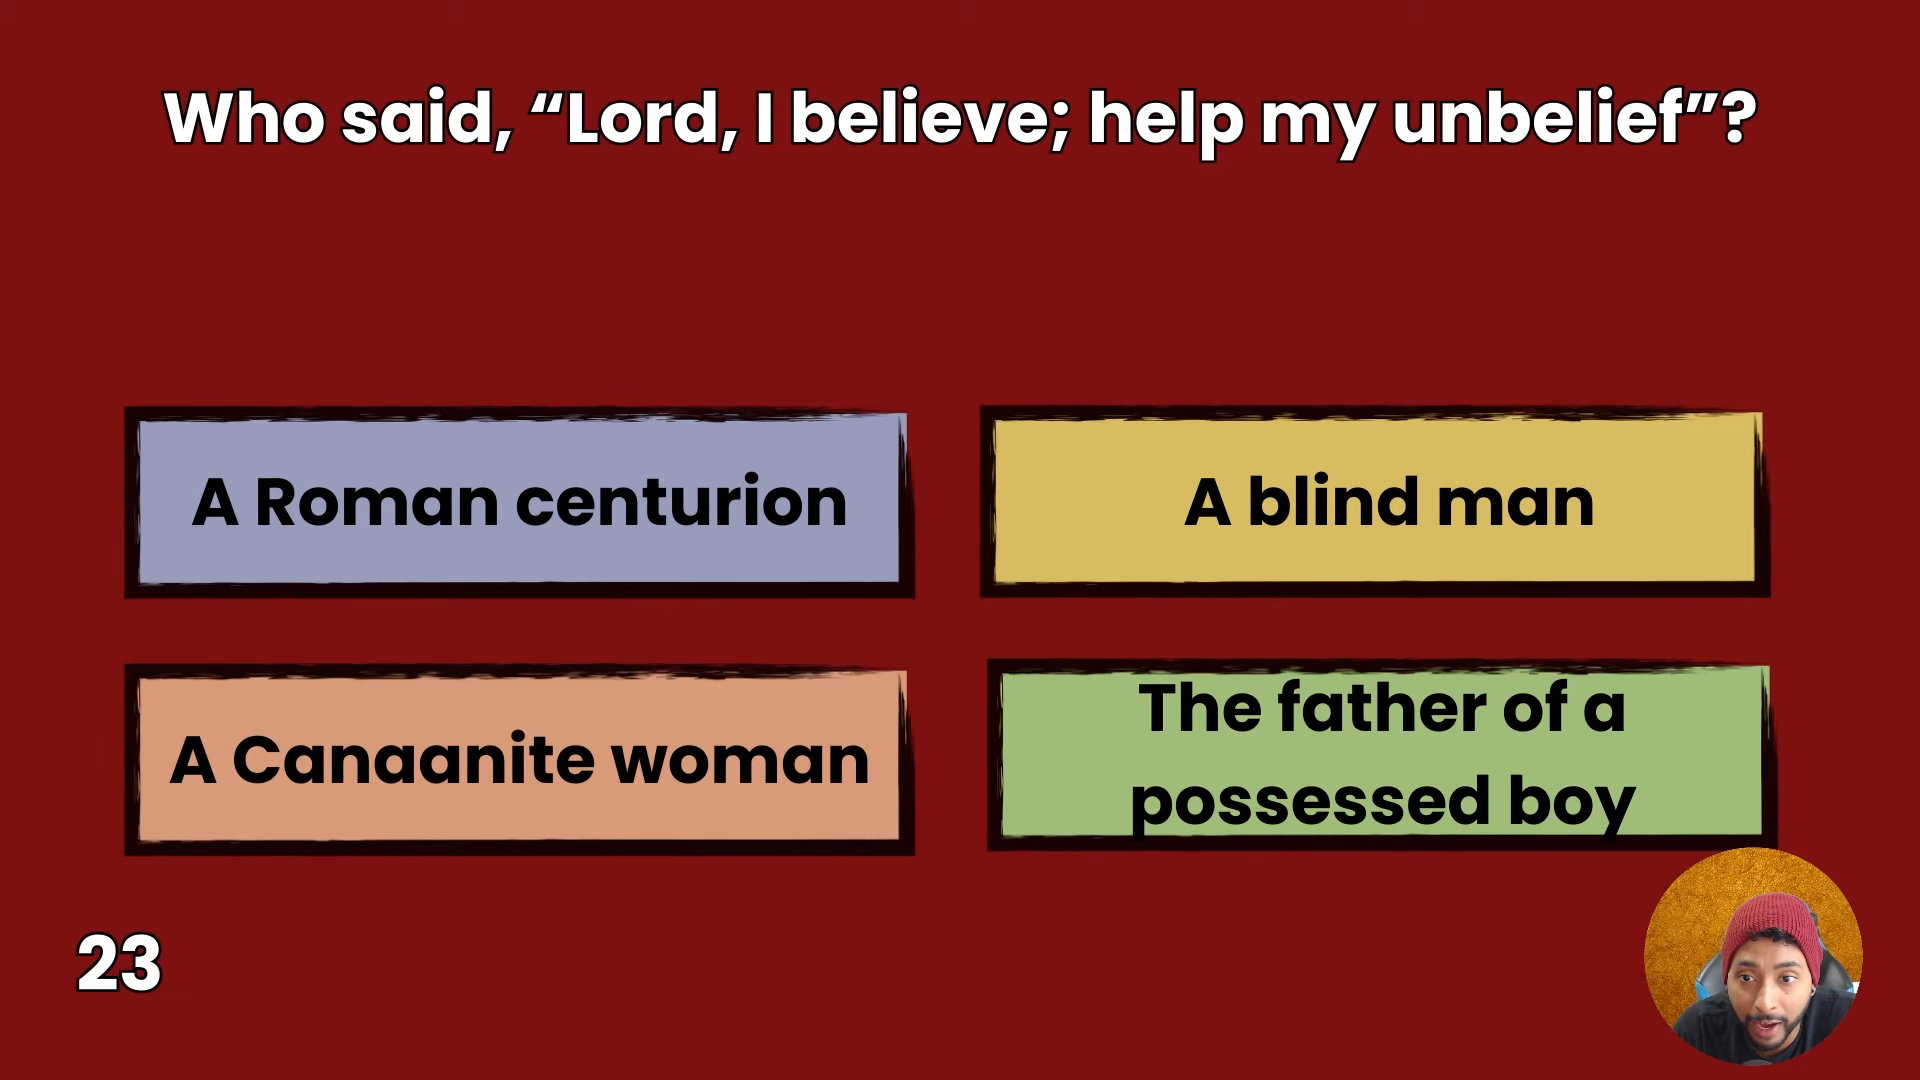 Who said, “Lord, I believe; help my unbelief”?
A Roman centurion
A blind man
A Canaanite woman
The father of a
possessed boy
23